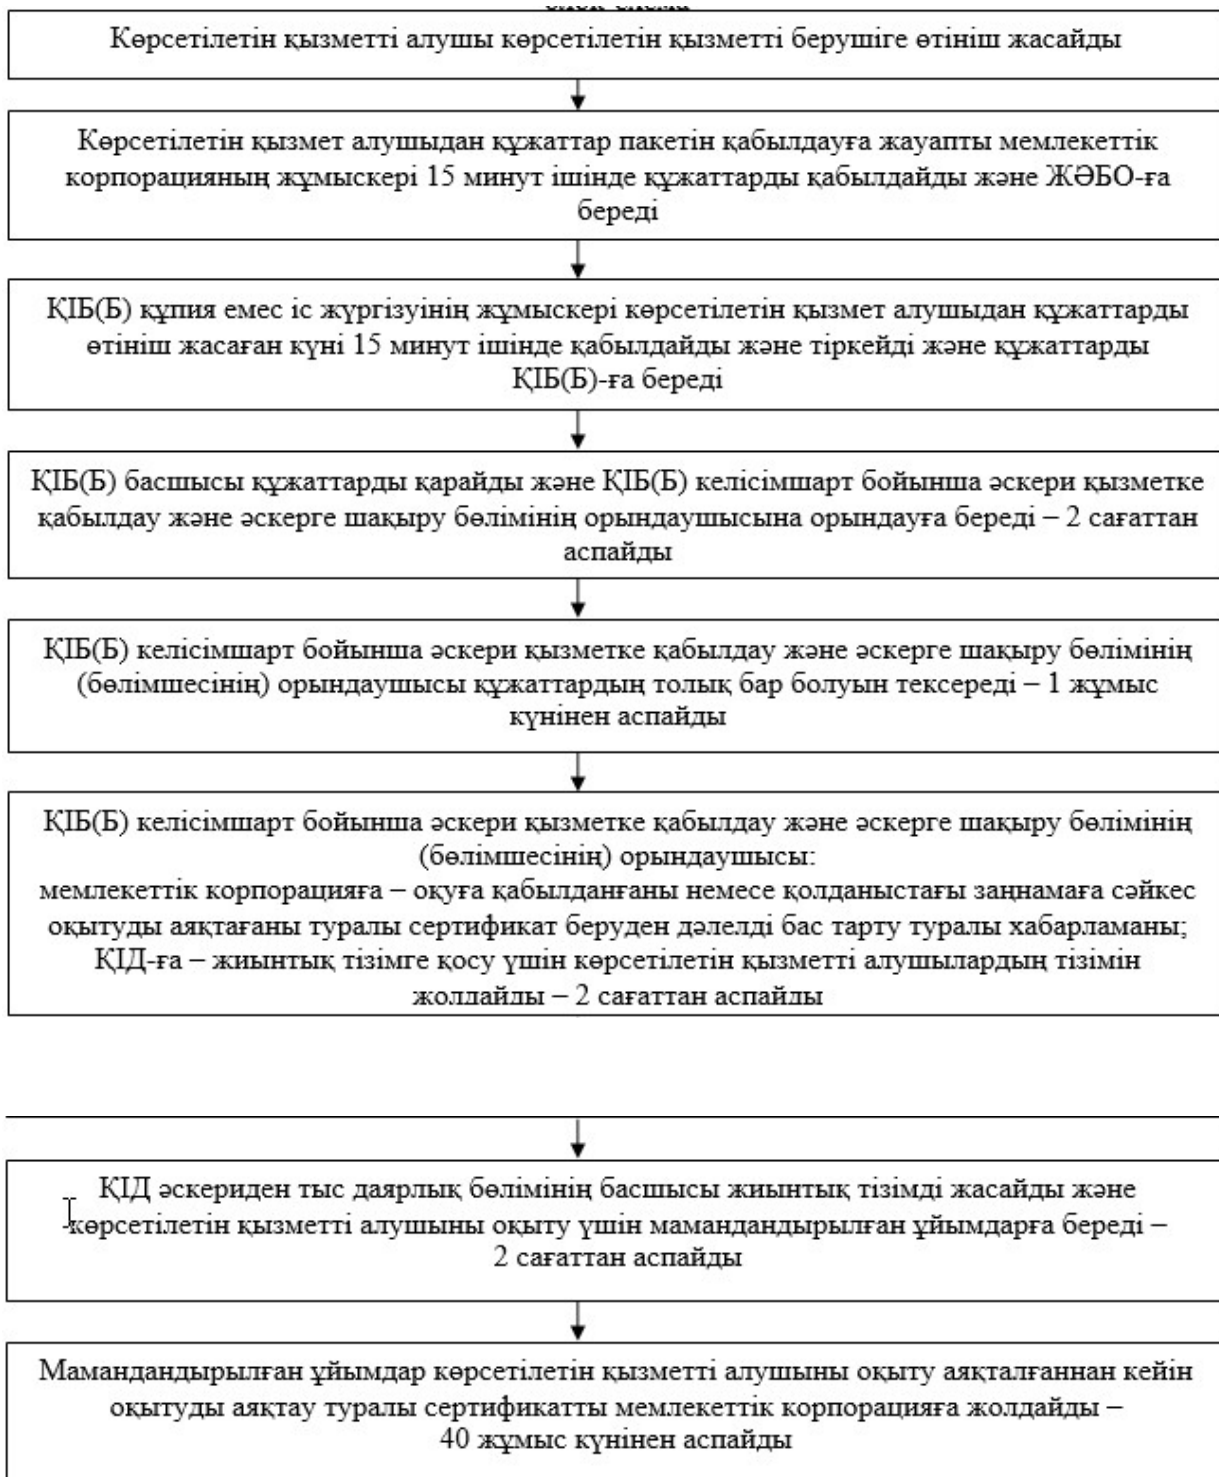 Көрсетілетін қызметті алушы көрсетілетін қызметті берушіге өтініш жасайды
Көрсетілетін қызмет алушыдан құжаттар пакетін қабылдауға жауапты мемлекеттік
корпорацияның жұмыскері 15 минут ішінде құжаттарды қабылдайды және ЖӘБО-ға
береді
ҚІБ(Б) құпия емес іс жүргізуінің жұмыскері көрсетілетін қызмет алушыдан құжаттарды
өтініш жасаған күні 15 минут ішінде қабылдайды және тіркейді және құжаттарды
ҚІБ(Б)-ға береді
ҚІБ(Б) басшысы құжаттарды қарайды және ҚІБ(Б) келісімшарт бойынша әскери қызметке
қабылдау және әскерге шақыру бөлімінің орындаушысына орындауға береді – 2 сағаттан
аспайды
ҚІБ(Б) келісімшарт бойынша әскери қызметке қабылдау және әскерге шақыру бөлімінің
(бөлімшесінің) орындаушысы құжаттардың толық бар болуын тексереді – 1 жұмыс
күнінен аспайды
ҚІБ(Б) келісімшарт бойынша әскери қызметке қабылдау және әскерге шақыру бөлімінің
(бөлімшесінің) орындаушысы:
мемлекеттік корпорацияға – оқуға қабылданғаны немесе қолданыстағы заңнамаға сәйкес
оқытуды аяқтағаны туралы сертификат беруден дәлелді бас тарту туралы хабарламаны;
ҚІД-ға – жиынтық тізімге қосу үшін көрсетілетін қызметті алушылардың тізімін
жолдайды – 2 сағаттан аспайды
ҚІД әскериден тыс даярлық бөлімінің басшысы жиынтық тізімді жасайды және
көрсетілетін қызметті алушыны оқыту үшін мамандандырылған ұйымдарға береді –
2 сағаттан аспайды
Мамандандырылған ұйымдар көрсетілетін қызметті алушыны оқыту аяқталғаннан кейін
оқытуды аяқтау туралы сертификатты мемлекеттік корпорацияға жолдайды –
40 жұмыс күнінен аспайды